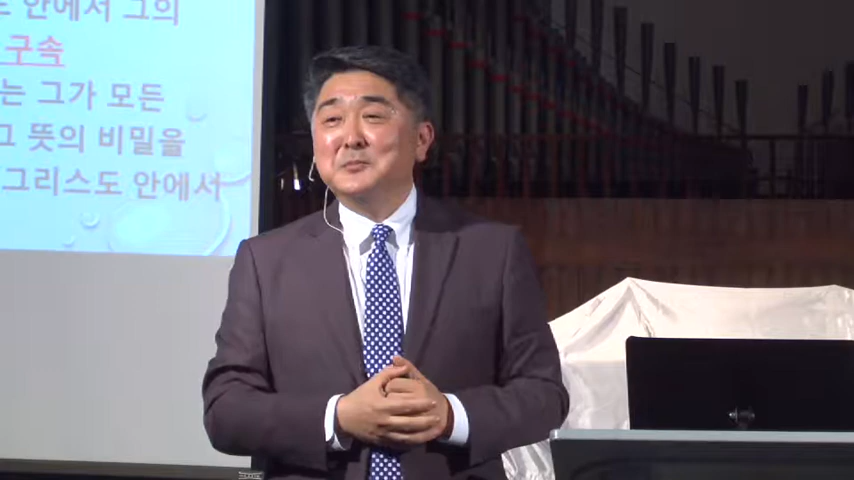 안에서 그의
구속
는 그가 모든
그 뜻의 비밀을
그리스도 안에서